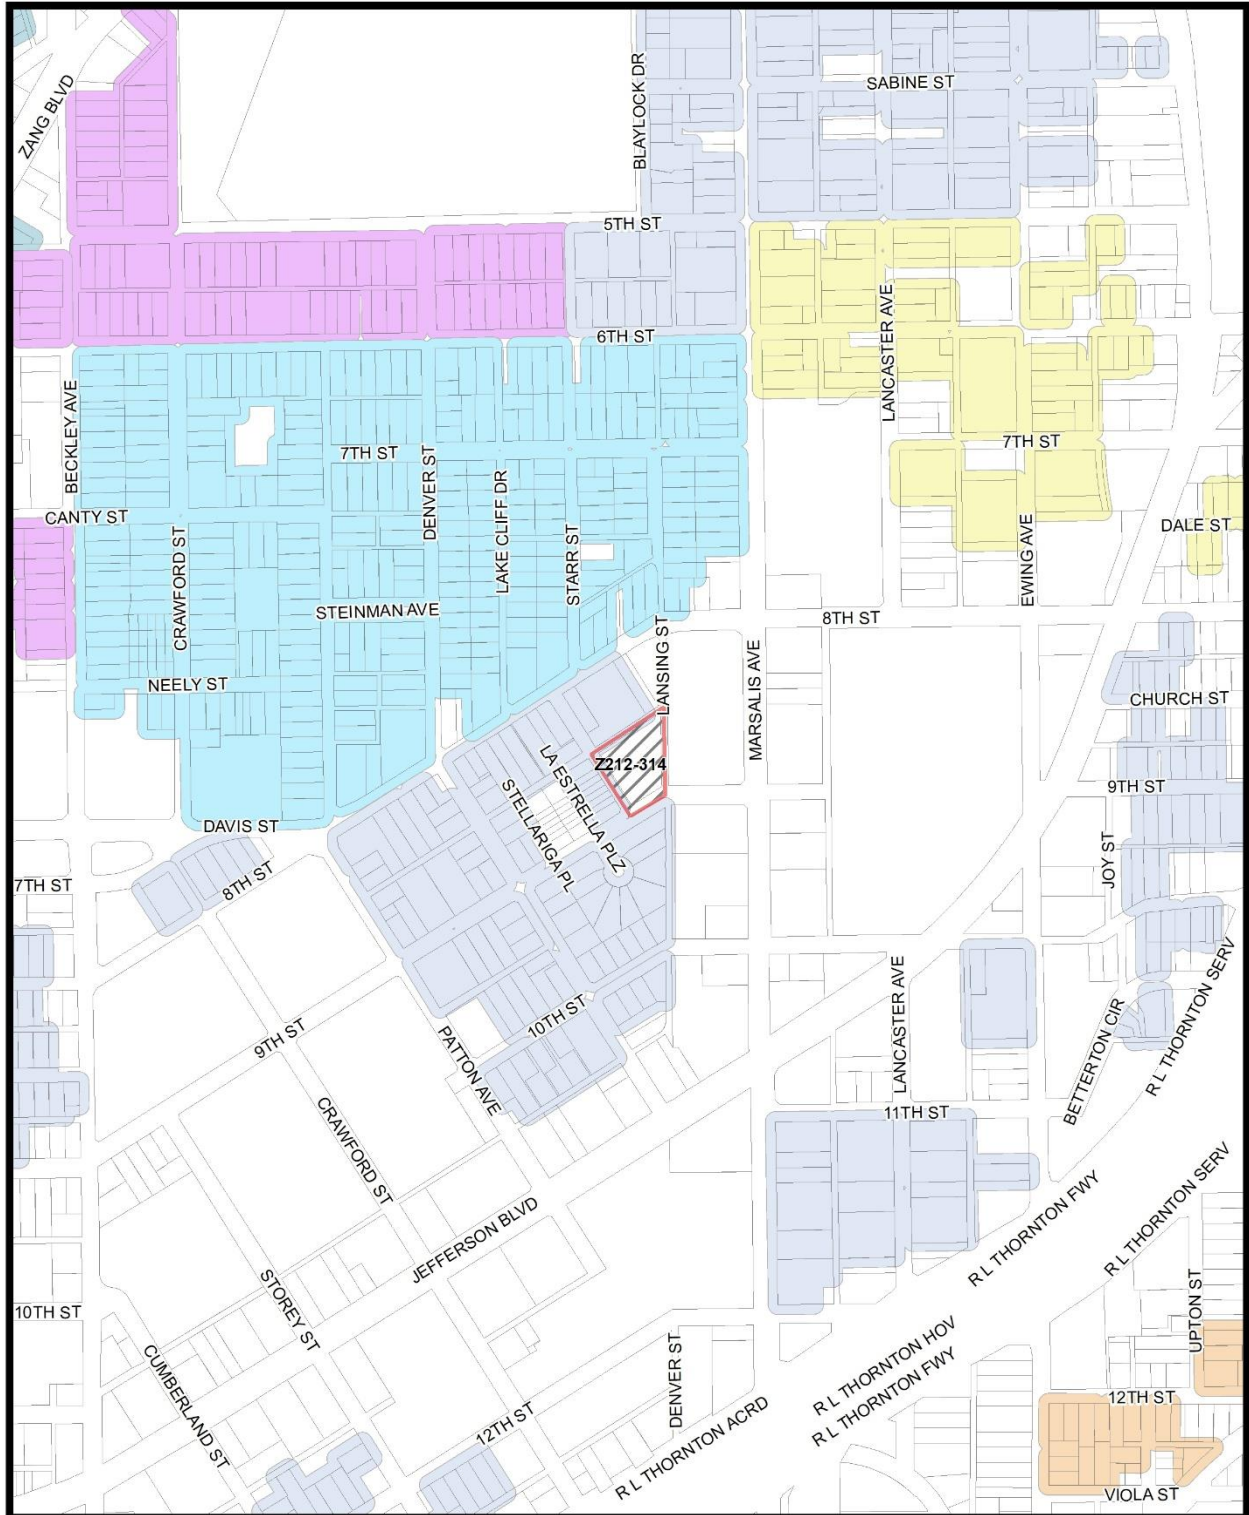 ZANG BLVD
BLAYLOCK DR
SABINE ST
5TH ST
6TH ST
LANCASTER AVE
BECKLEY AVE
7TH ST
DENVER ST
7TH ST
LAKE CLIFF DR
CANTY ST
CRAWFORD ST
STARR ST
EWING AVE
DALE ST
STEINMAN AVE
8TH ST
LANSING ST
MARSALIS AVE
NEELY ST
CHURCH ST
Z212-314
LA ESTRELLA PLZ
STELLARIGA PL
9TH ST
DAVIS ST
JOY ST
7TH ST
8TH ST
R L THORNTON SERV
LANCASTER AVE
10TH ST
9TH ST
PATTON AVE
BETTERTON CIR
11TH ST
CRAWFORD ST
JEFFERSON BLVD
R L THORNTON FWY
R L THORNTON SERV
UPTON ST
10TH ST
STOREY ST
CUMBERLAND ST
DENVER ST
R L THORNTON HOV
R L THORNTON FWY
12TH ST
12TH ST
R L THORNTON ACRD
VIOLA ST